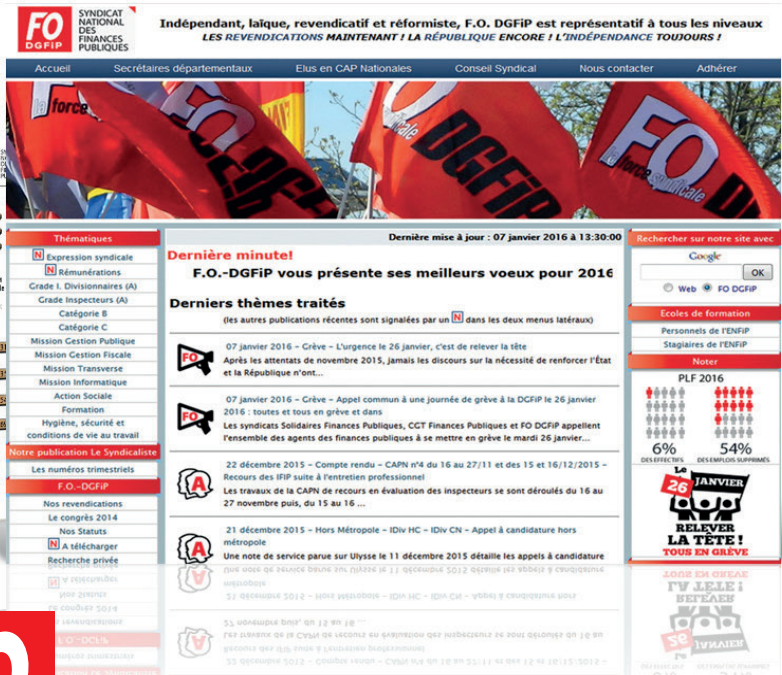 FO
DGFiP
SYNDICAT
NATIONAL
DES
FINANCES
PUBLIQUES
Indépendant, laïque, revendicatif et réformiste, F.O. DGFiP est représentatif à tous les niveaux
LES REVENDICATIONS MAINTENANT ! LA RÉPUBLIQUE ENCORE ! L'INDÉPENDANCE TOUJOURS !
Accueil Secrétaires départementaux Elus en CAP Nationales Conseil Syndical Nous contacter Adhérer
la force
FO
DGFiP
FO
la force syndicale
Thématiques
N Expression syndicale
N Rémunérations
Grade I. Divisionnaires (A)
Grade Inspecteurs (A)
Catégorie B
Catégorie C
Mission Gestion Publique
Mission Gestion Fiscale
Mission Transverse
Mission Informatique
Action Sociale
Formation
Hygiène, sécurité et
conditions de vie au travail
Notre publication Le Syndicaliste
Les numéros trimestriels
F.O.-DGFiP
Nos revendications
Le congrès 2014
Nos Statuts
N A télécharger
Recherche privée
Dernière mise à jour : 07 janvier 2016 à 13:30:00
Dernière minute!
F.O.-DGFiP vous présente ses meilleurs voeux pour 2016
Derniers thèmes traités
(les autres publications récentes sont signalées par un N dans les deux menus latéraux)
FO
07 janvier 2016 - Grève - L'urgence le 26 janvier, c'est de relever la tête
Après les attentats de novembre 2015, jamais les discours sur la nécessité de renforcer l'État
et la République n'ont...
FO
07 janvier 2016 - Grève - Appel commun à une journée de grève à la DGFiP le 26 janvier
2016 : toutes et tous en grève et dans
Les syndicats Solidaires Finances Publiques, CGT Finances Publiques et FO DGFiP appellent
l'ensemble des agents des finances publiques à se mettre en grève le mardi 26 janvier...
A
22 décembre 2015 - Compte rendu - CAPN n°4 du 16 au 27/11 et des 15 et 16/12/2015 -
Recours des IFIP suite à l'entretien professionnel
Les travaux de la CAPN de recours en évaluation des inspecteurs se sont déroulés du 16 au
27 novembre puis, du 15 au 16 ...
A
21 décembre 2015 - Hors Métropole - IDiv HC - IDiv CN - Appel à candidature hors
métropole
Une note de service parue sur Ulysse le 11 décembre 2015 détaille les appels à candidature
Rechercher sur notre site avec
Google
OK
Web FO DGFiP
Ecoles de formation
Personnels de l'ENFiP
Stagiaires de l'ENFiP
Noter
PLF 2016
6% 54%
DES EFFECTIFS DES EMPLOIS SUPPRIMÉS
Le
26 JANVIER
RELEVER
LA TÊTE !
TOUS EN GRÈVE